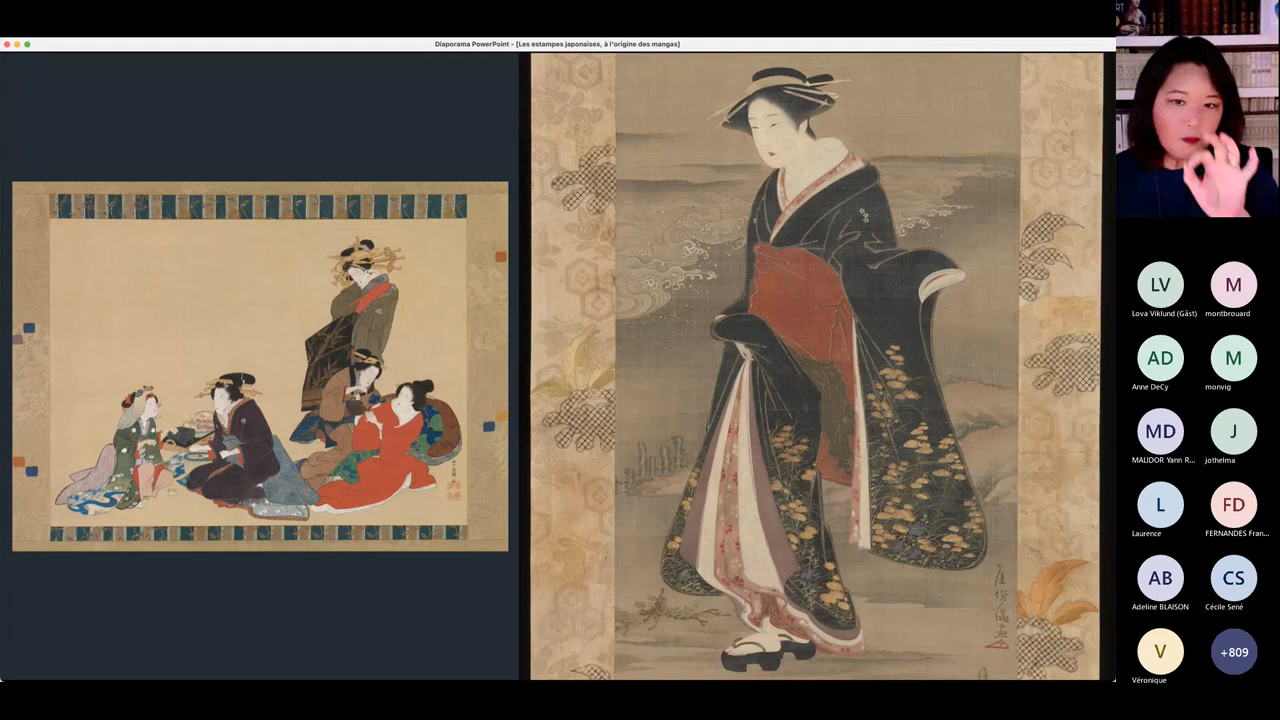 Diaporama PowerPoint - [Les estampes japonaises, à l'origine des mangas]
LV
Lova Viklund (Gäst)
M
montbrouard
AD
Anne DeCy
M
monvig
MD
MALIDOR Yann R...
J
jothelma
L
Laurence
FD
FERNANDES Fran...
AB
Adeline BLAISON
CS
Cécile Sené
V
Véronique
+809